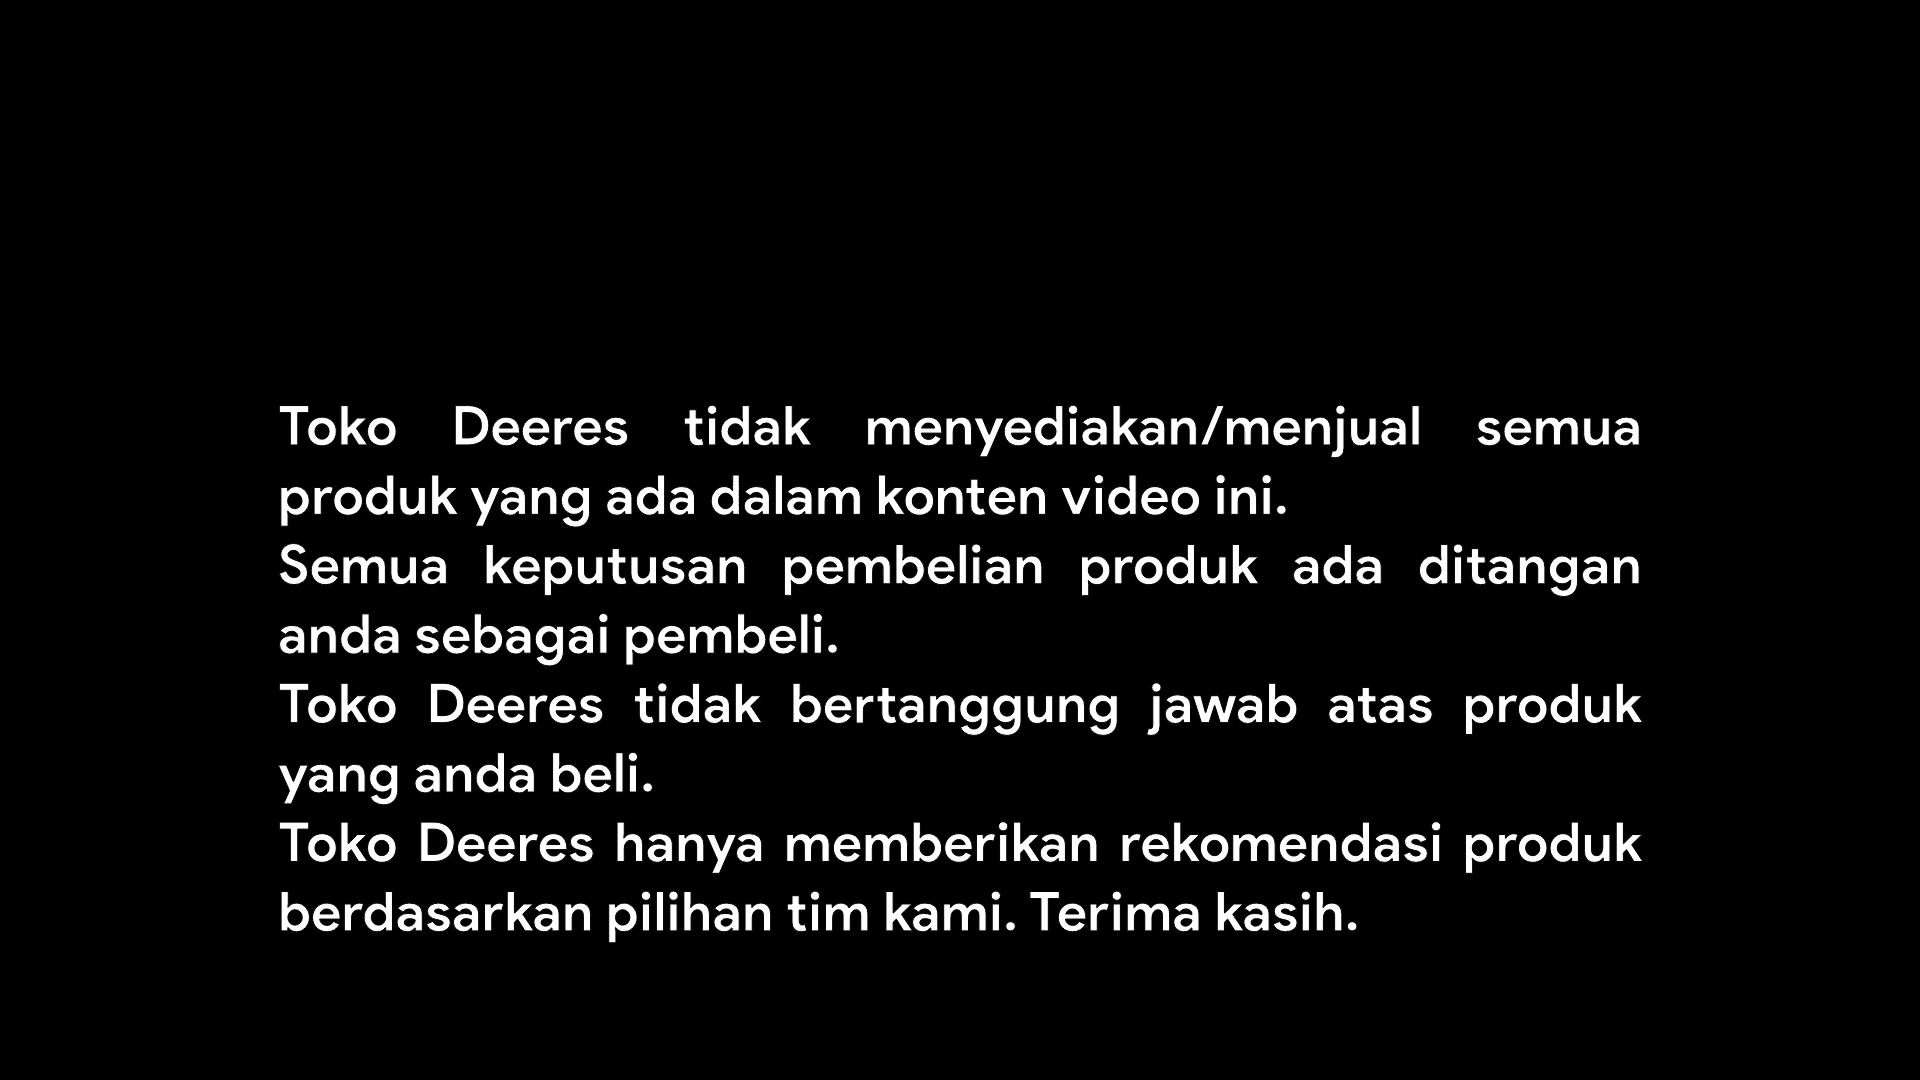 Toko Deeres tidak menyediakan/menjual semua
produk yang ada dalam konten video ini.
Semua keputusan pembelian produk ada ditangan
anda sebagai pembeli.
Toko Deeres tidak bertanggung jawab atas produk
yang anda beli.
Toko Deeres hanya memberikan rekomendasi produk
berdasarkan pilihan tim kami. Terima kasih.